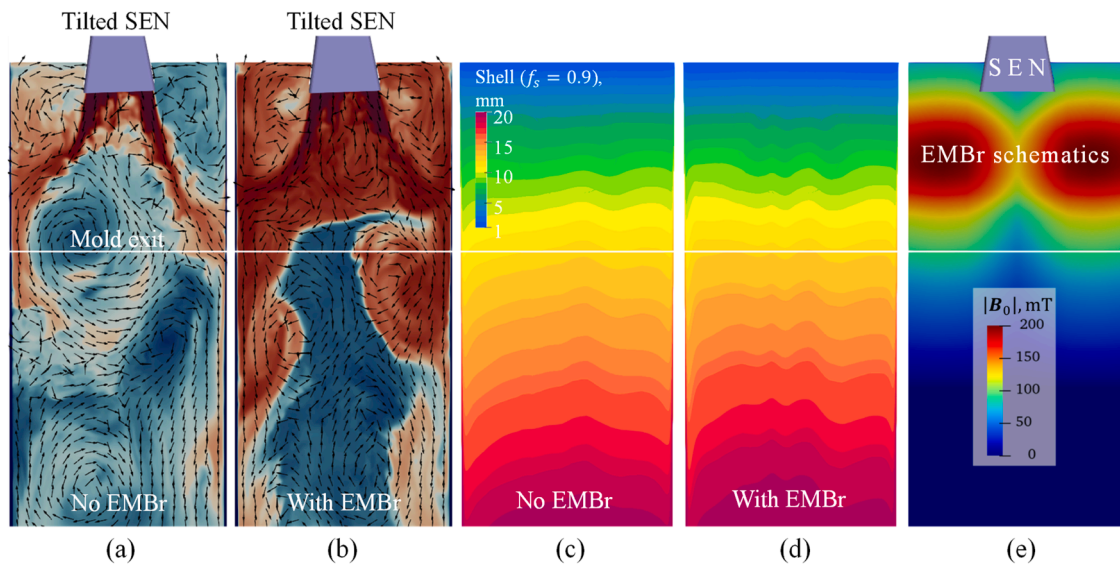 Tilted SEN
Tilted SEN
Mold exit
No EMBr
With EMBr
Shell (𝑓ₛ = 0.9),
mm
20
15
10
5
1
No EMBr
With EMBr
SEN
EMBr schematics
|𝑩₀|, mT
200
150
100
50
0
(a)
(b)
(c)
(d)
(e)